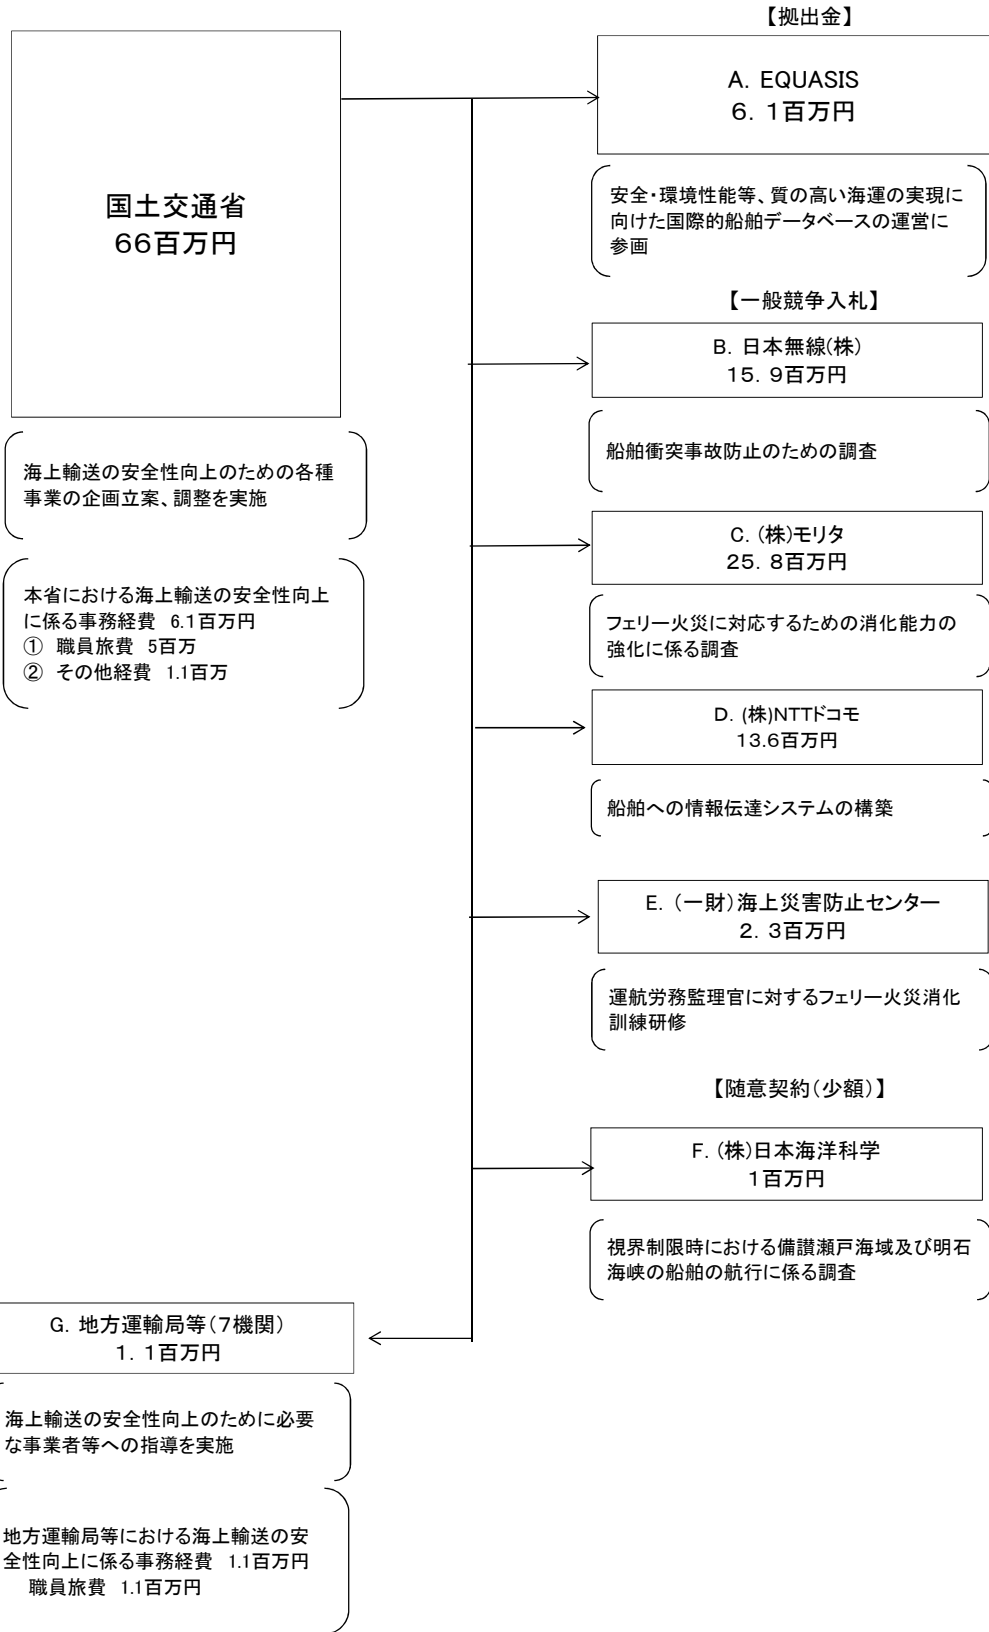 国土交通省
66百万円
海上輸送の安全性向上のための各種
事業の企画立案、調整を実施
本省における海上輸送の安全性向上
に係る事務経費 6.1百万円
① 職員旅費 5百万
② その他経費 1.1百万
【拠出金】
A. EQUASIS
6. 1百万円
安全・環境性能等、質の高い海運の実現に
向けた国際的船舶データベースの運営に
参画
【一般競争入札】
B. 日本無線(株)
15. 9百万円
船舶衝突事故防止のための調査
C. (株)モリタ
25. 8百万円
フェリー火災に対応するための消化能力の
強化に係る調査
D. (株)NTTドコモ
13.6百万円
船舶への情報伝達システムの構築
E. (一財)海上災害防止センター
2. 3百万円
運航労務監理官に対するフェリー火災消化
訓練研修
【随意契約(少額)】
F. (株)日本海洋科学
1百万円
視界制限時における備讃瀬戸海域及び明石
海峡の船舶の航行に係る調査
G. 地方運輸局等(7機関)
1. 1百万円
海上輸送の安全性向上のために必要
な事業者等への指導を実施
地方運輸局等における海上輸送の安
全性向上に係る事務経費 1.1百万円
職員旅費 1.1百万円